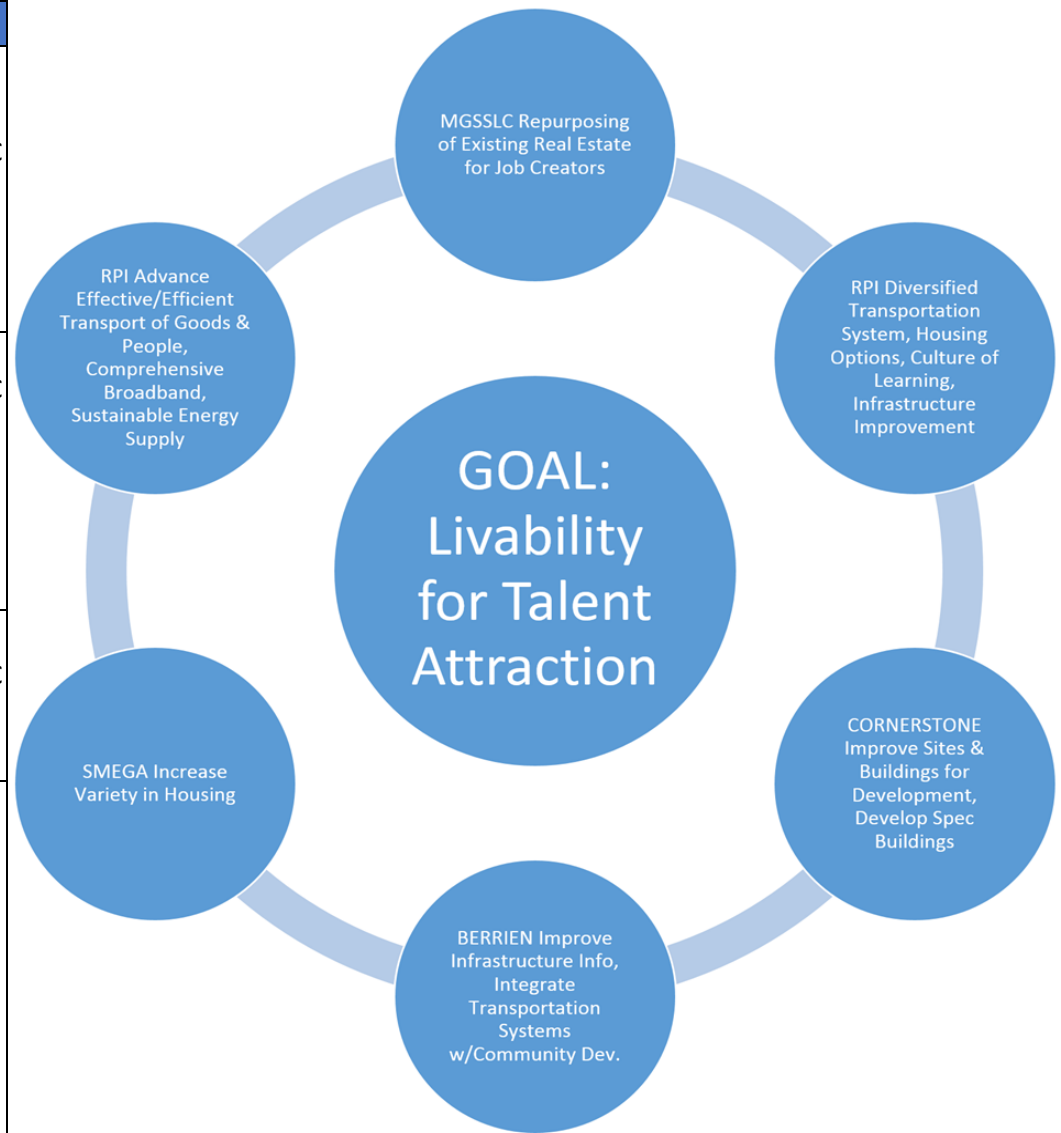 MGSSLC Repurposing
of Existing Real Estate
for Job Creators
RPI Diversified
Transportation
System, Housing
Options, Culture of
Learning,
Infrastructure
Improvement
CORNERSTONE
Improve Sites &
Buildings for
Development,
Develop Spec
Buildings
BERRIEN Improve
Infrastructure Info,
Integrate
Transportation
Systems
w/Community Dev.
SMEGA Increase
Variety in Housing
RPI Advance
Effective/Efficient
Transport of Goods &
People,
Comprehensive
Broadband,
Sustainable Energy
Supply
GOAL:
Livability
for Talent
Attraction